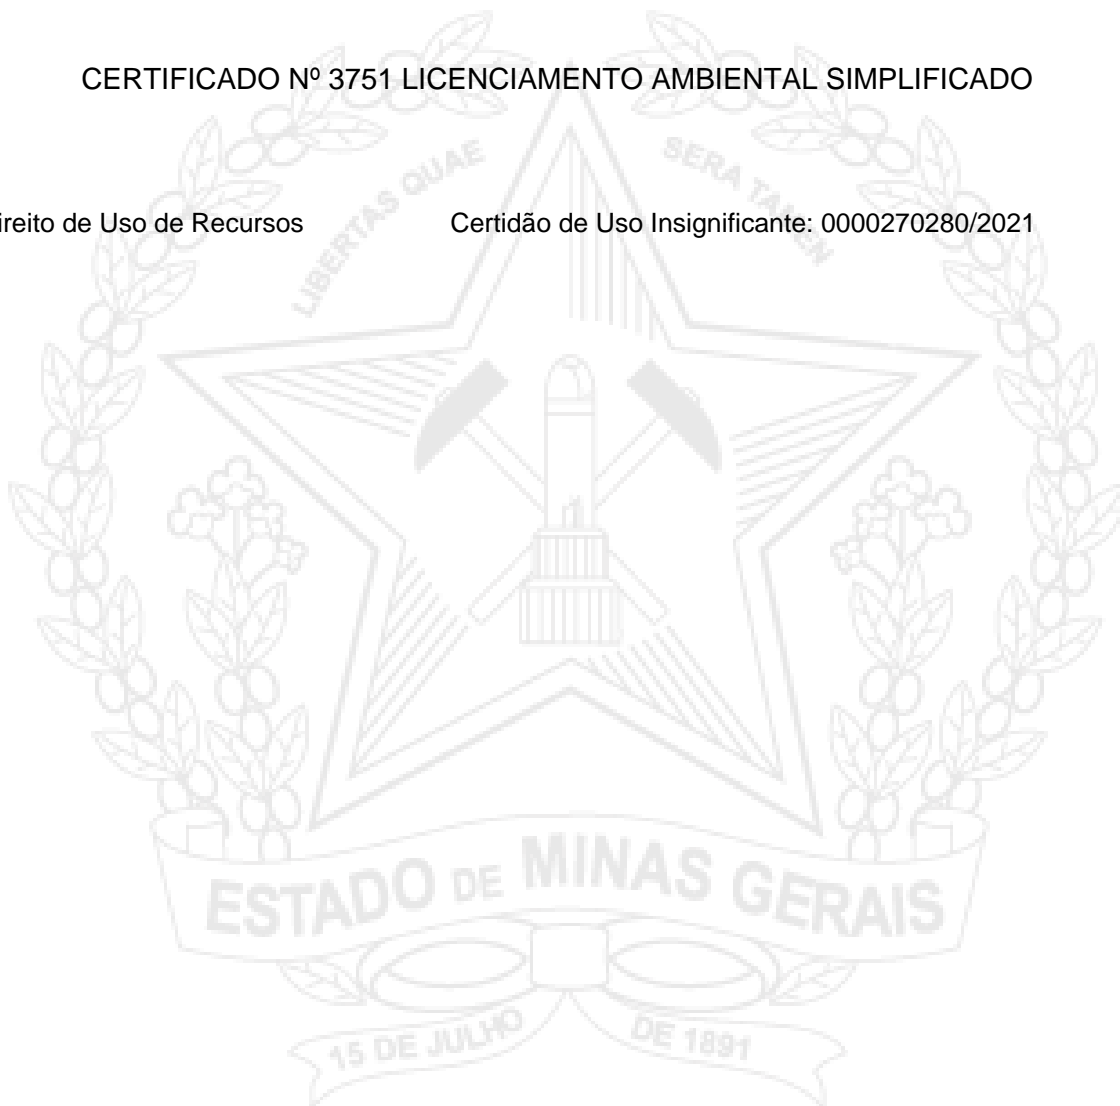 CERTIFICADO Nº 3751 LICENCIAMENTO AMBIENTAL SIMPLIFICADO
LIBERTAS QUAE SERA TAMEN
ireito de Uso de Recursos Certidão de Uso Insignificante: 0000270280/2021
ESTADO DE MINAS GERAIS
15 DE JULHO DE 1891